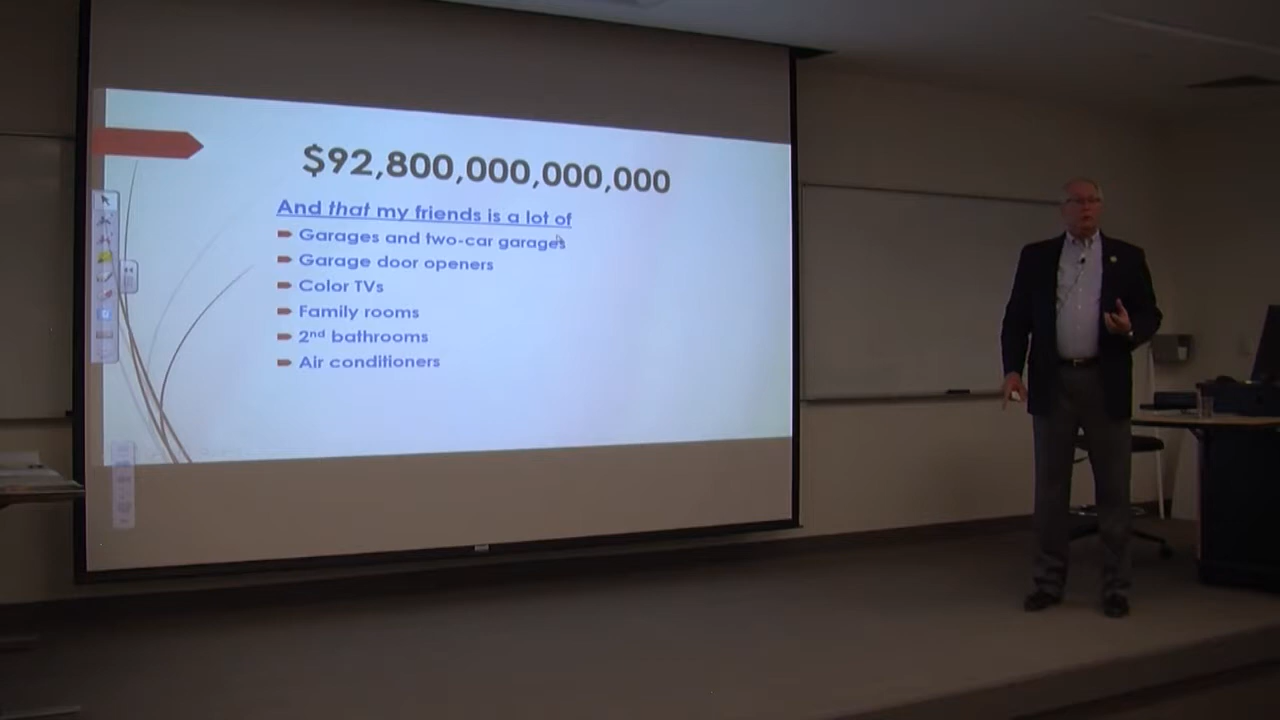 $92,800,000,000,000
And that my friends is a lot of
Garages and two-car garages
Garage door openers
Color TVs
Family rooms
2nd bathrooms
Air conditioners